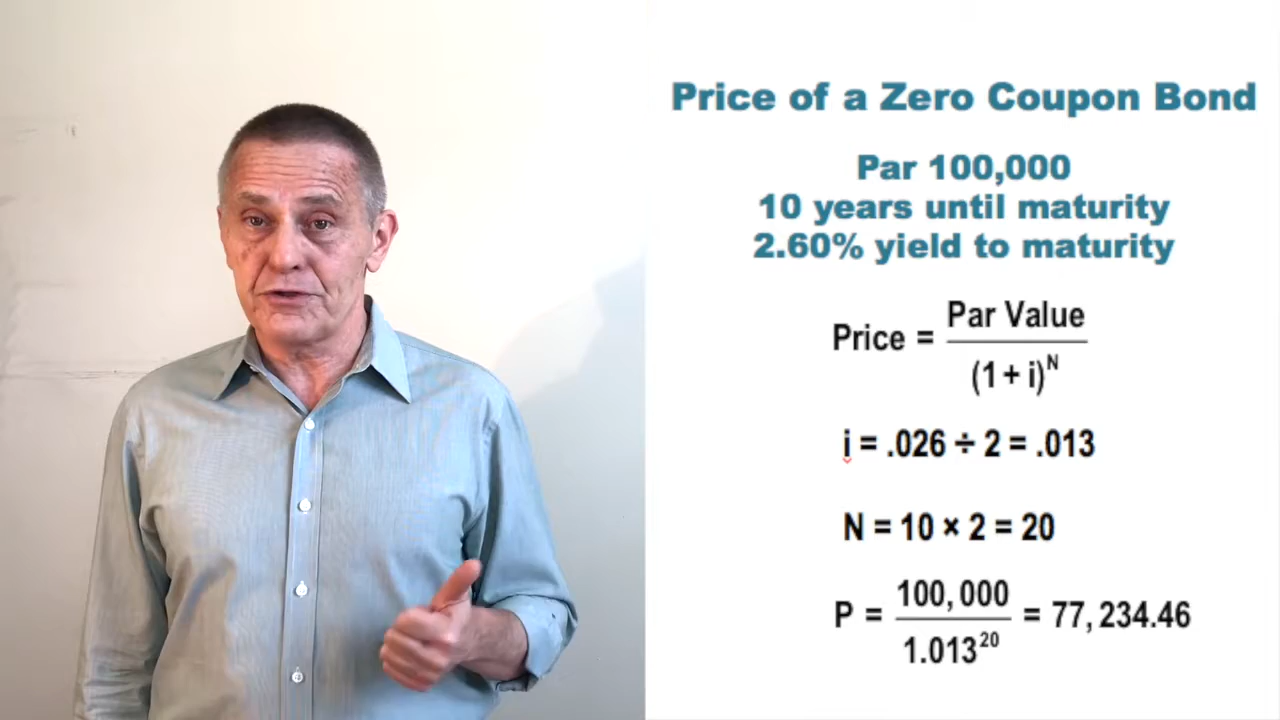 Price of a Zero Coupon Bond
Par 100,000
10 years until maturity
2.60% yield to maturity
Price = Par Value / (1 + i)^N
i = .026 ÷ 2 = .013
N = 10 × 2 = 20
P = 100,000 / 1.013^20 = 77,234.46